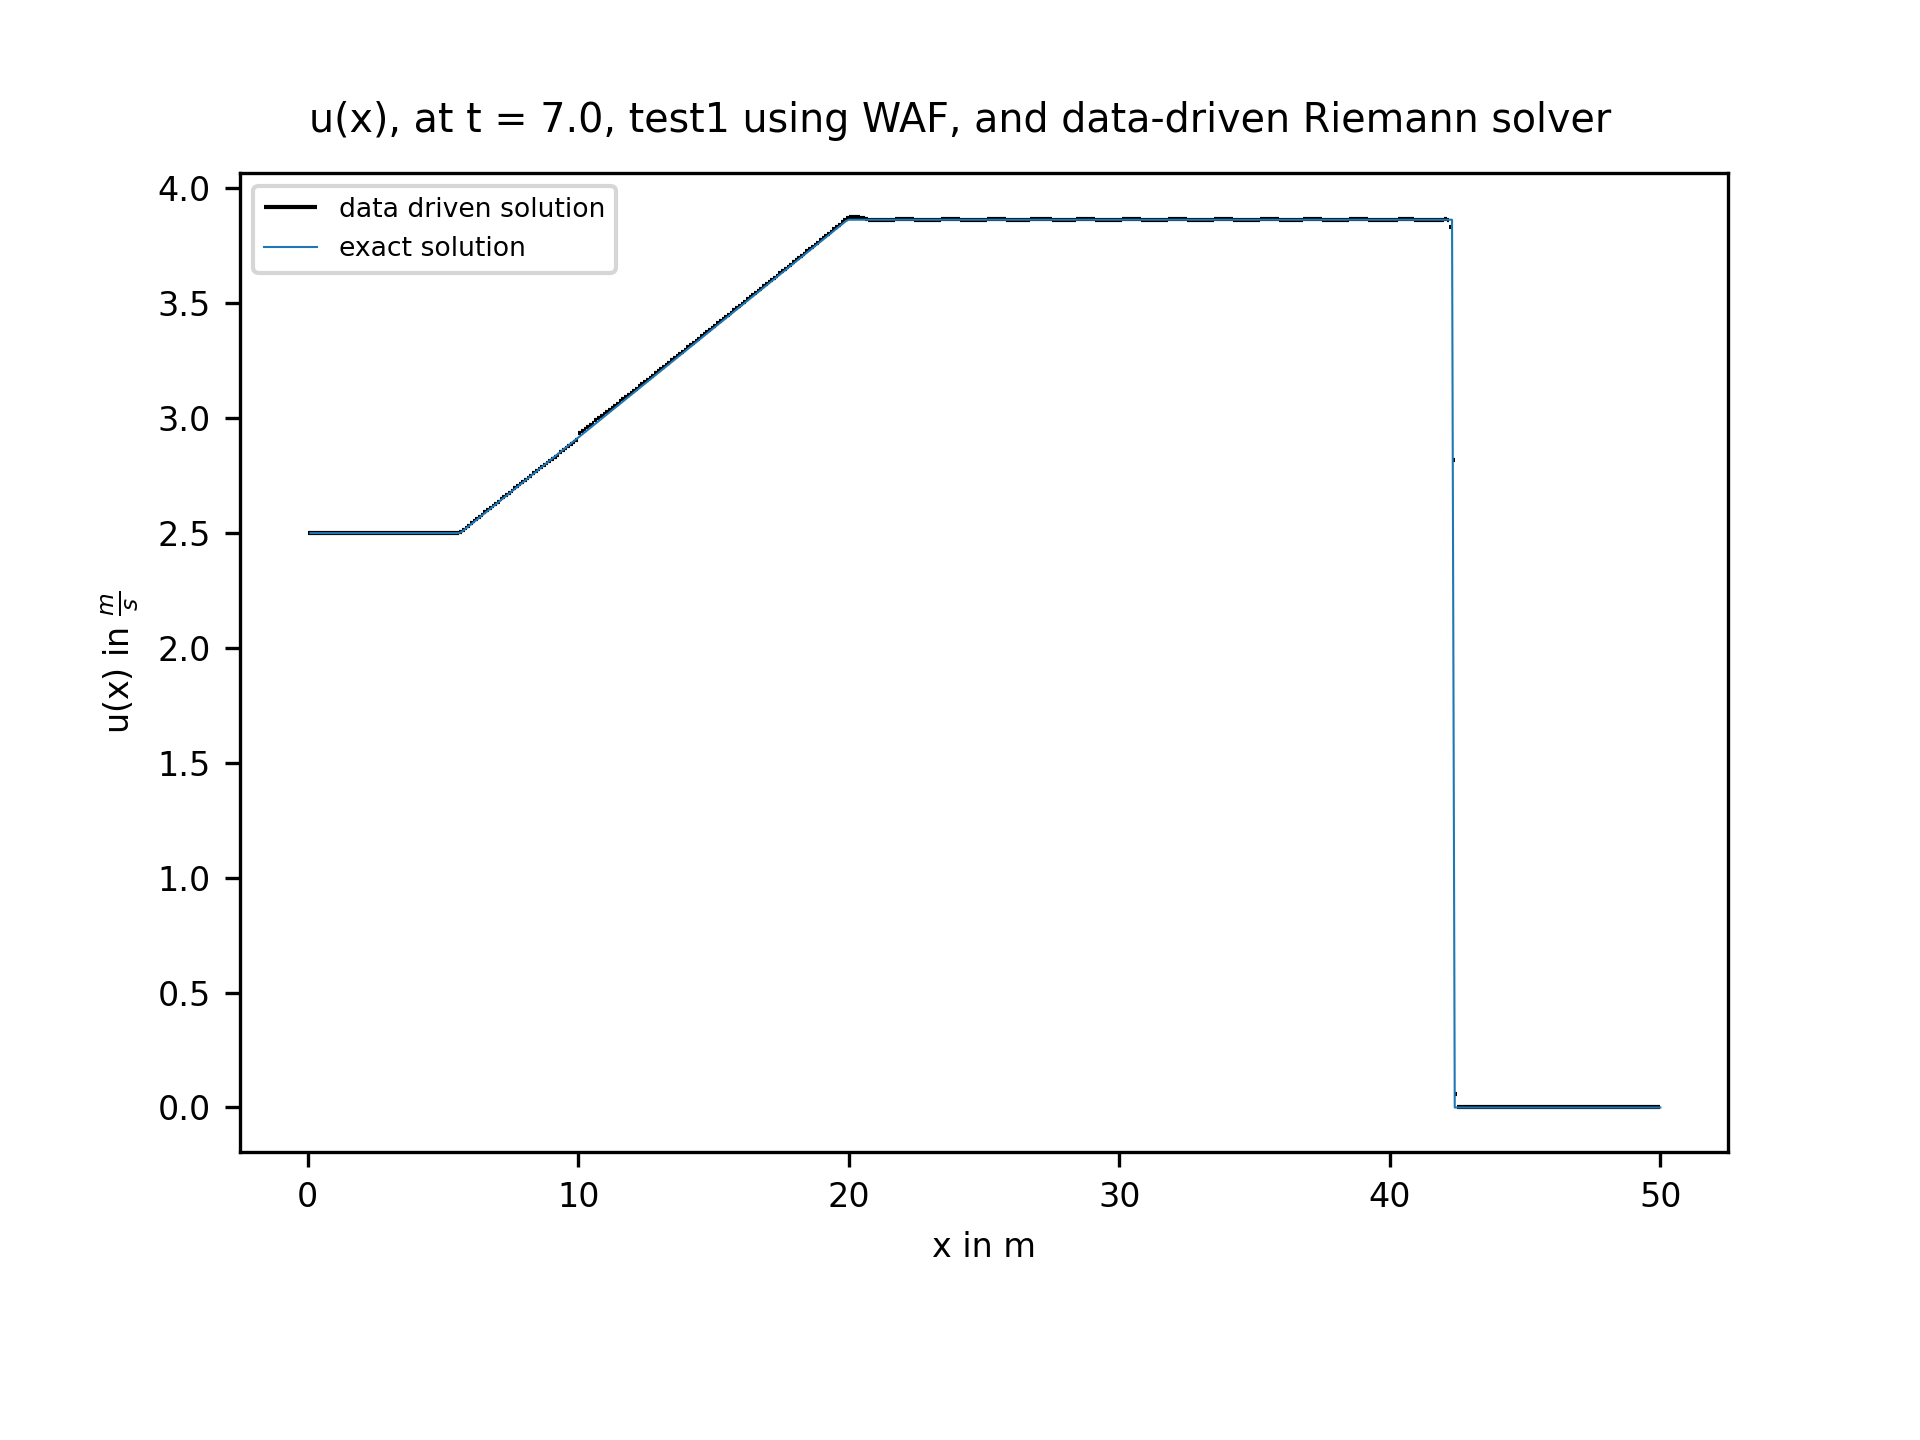 u(x), at t = 7.0, test1 using WAF, and data-driven Riemann solver
data driven solution
exact solution
4.0
3.5
3.0
2.5
2.0
1.5
1.0
0.5
0.0
u(x) in m/s
0 10 20 30 40 50
x in m